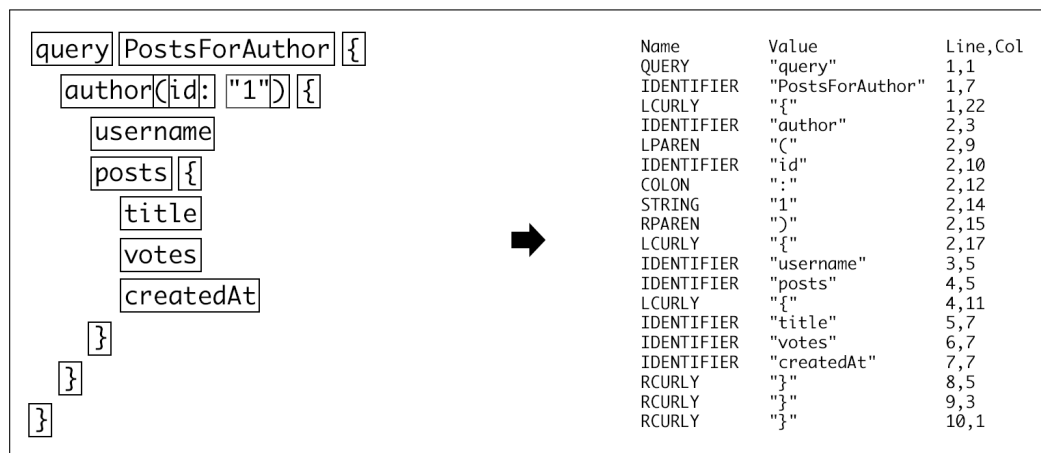 query PostsForAuthor {
author(id: "1") {
username
posts {
title
votes
createdAt
}
}
}
Name Value Line,Col
QUERY "query" 1,1
IDENTIFIER "PostsForAuthor" 1,7
LCURLY "{" 1,22
IDENTIFIER "author" 2,3
LPAREN "(" 2,9
IDENTIFIER "id" 2,10
COLON ":" 2,12
STRING "1" 2,14
RPAREN ")" 2,15
LCURLY "{" 2,17
IDENTIFIER "username" 3,5
IDENTIFIER "posts" 4,5
LCURLY "{" 4,11
IDENTIFIER "title" 5,7
IDENTIFIER "votes" 6,7
IDENTIFIER "createdAt" 7,7
RCURLY "}" 8,5
RCURLY "}" 9,3
RCURLY "}" 10,1